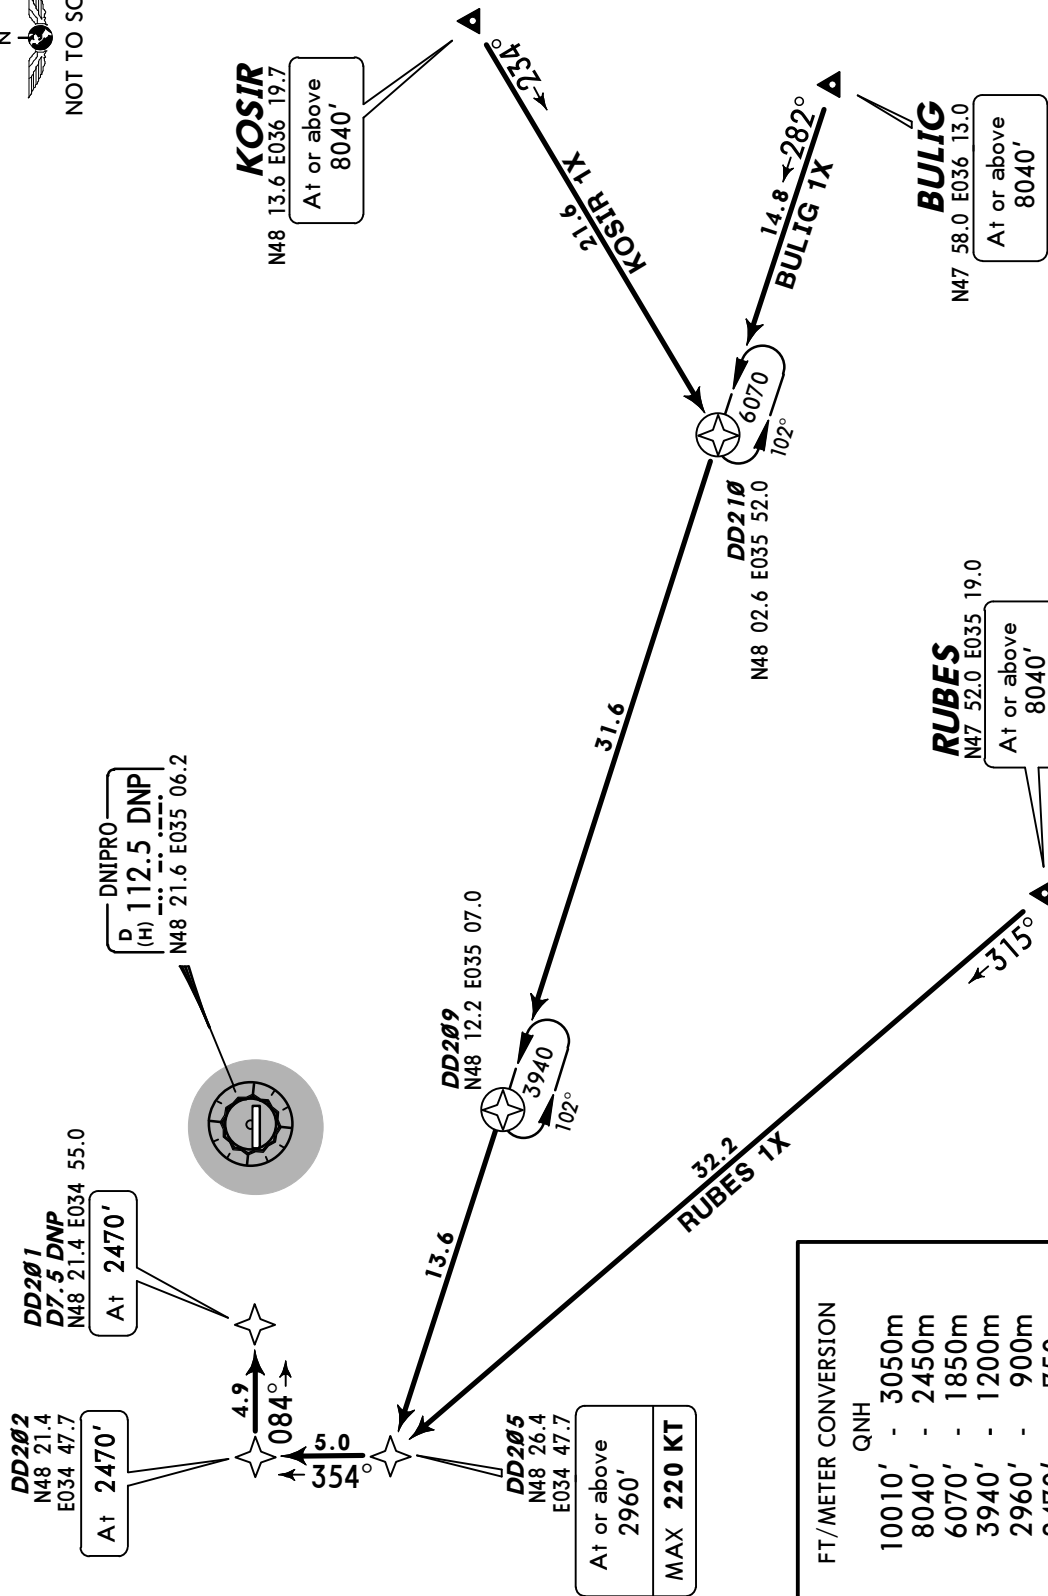 N
NOT TO SC
KOSIR
N48 13.6 E036 19.7
At or above
8040'
←234°
21.6
KOSIR 1X
←282°
14.8
BULIG 1X
BULIG
N47 58.0 E036 13.0
At or above
8040'
6070
102°
DD21Ø
N48 02.6 E035 52.0
31.6
RUBES
N47 52.0 E035 19.0
At or above
8040'
←315°
32.2
RUBES 1X
DNIPRO
D
(H) 112.5 DNP
N48 21.6 E035 06.2
DD2Ø9
N48 12.2 E035 07.0
3940
102°
13.6
DD2Ø1
D7.5 DNP
N48 21.4 E034 55.0
At 2470'
4.9
084°→
DD2Ø2
N48 21.4
E034 47.7
At 2470'
5.0
←354°
DD2Ø5
N48 26.4
E034 47.7
At or above
2960'
MAX 220 KT
FT/METER CONVERSION
QNH
10010' - 3050m
8040' - 2450m
6070' - 1850m
3940' - 1200m
2960' - 900m